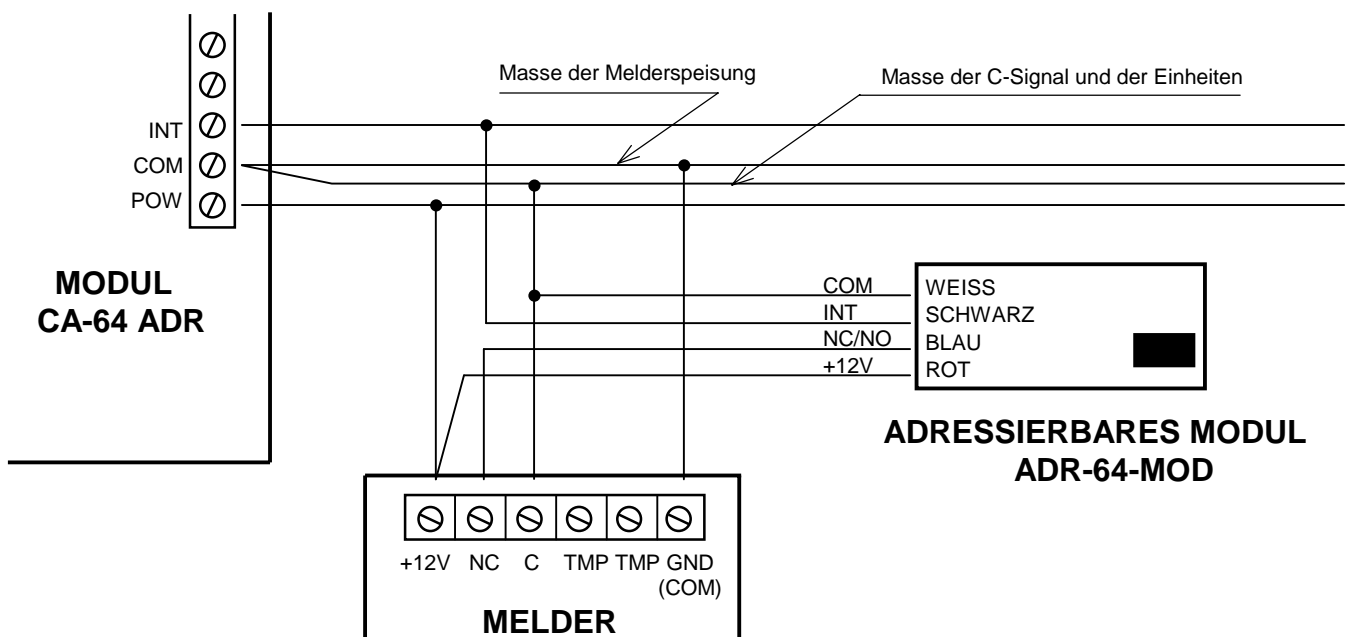 Masse der Melderspeisung
Masse der C-Signal und der Einheiten
INT
COM
POW
MODUL
CA-64 ADR
COM
INT
NC/NO
+12V
WEISS
SCHWARZ
BLAU
ROT
ADRESSIERBARES MODUL
ADR-64-MOD
+12V NC C TMP TMP GND
(COM)
MELDER